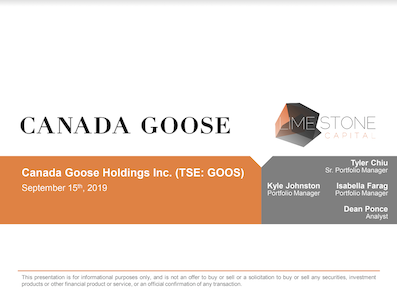 CANADA GOOSE
LIMESTONE
CAPITAL
Canada Goose Holdings Inc. (TSE: GOOS)
September 15th, 2019
Tyler Chiu
Sr. Portfolio Manager
Kyle Johnston
Portfolio Manager
Isabella Farag
Portfolio Manager
Dean Ponce
Analyst
This presentation is for informational purposes only, and is not an offer to buy or sell or a solicitation to buy or sell any securities, investment
products or other financial product or service, or an official confirmation of any transaction.